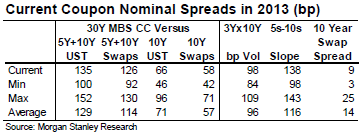 Current Coupon Nominal Spreads in 2013 (bp)
30Y MBS CC Versus 3Yx10Y 5s-10s 10 Year
5Y+10Y 5Y+10Y 10Y 10Y Swap
UST Swaps UST Swaps bp Vol Slope Spread
Current 135 126 66 58 98 138 9
Min 100 92 46 42 84 98 3
Max 152 130 96 71 109 143 25
Average 129 114 71 57 96 116 14
Source: Morgan Stanley Research